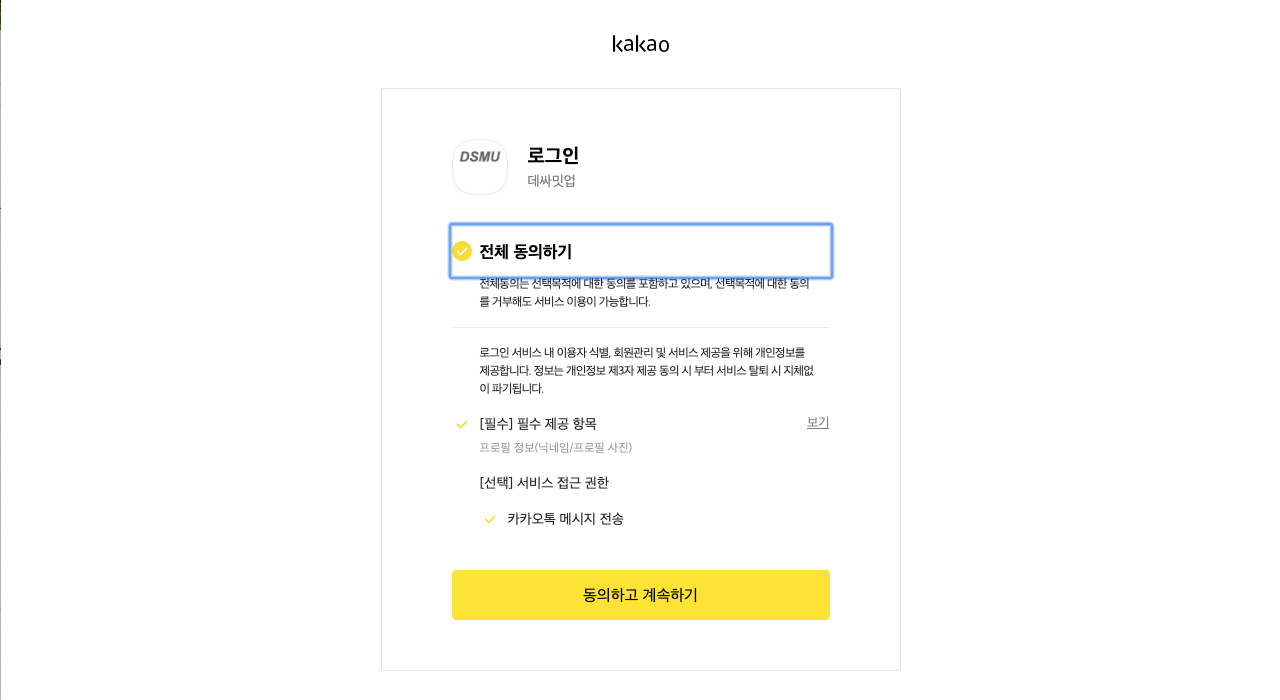 kakao
DSMU
로그인
데싸밋업
전체 동의하기
전체동의는 선택목적에 대한 동의를 포함하고 있으며, 선택목적에 대한 동의
를 거부해도 서비스 이용이 가능합니다.
로그인 서비스 내 이용자 식별, 회원관리 및 서비스 제공을 위해 개인정보를
제공합니다. 정보는 개인정보 제3자 제공 동의 시 부터 서비스 탈퇴 시 지체없
이 파기됩니다.
[필수] 필수 제공 항목 보기
프로필 정보(닉네임/프로필 사진)
[선택] 서비스 접근 권한
카카오톡 메시지 전송
동의하고 계속하기